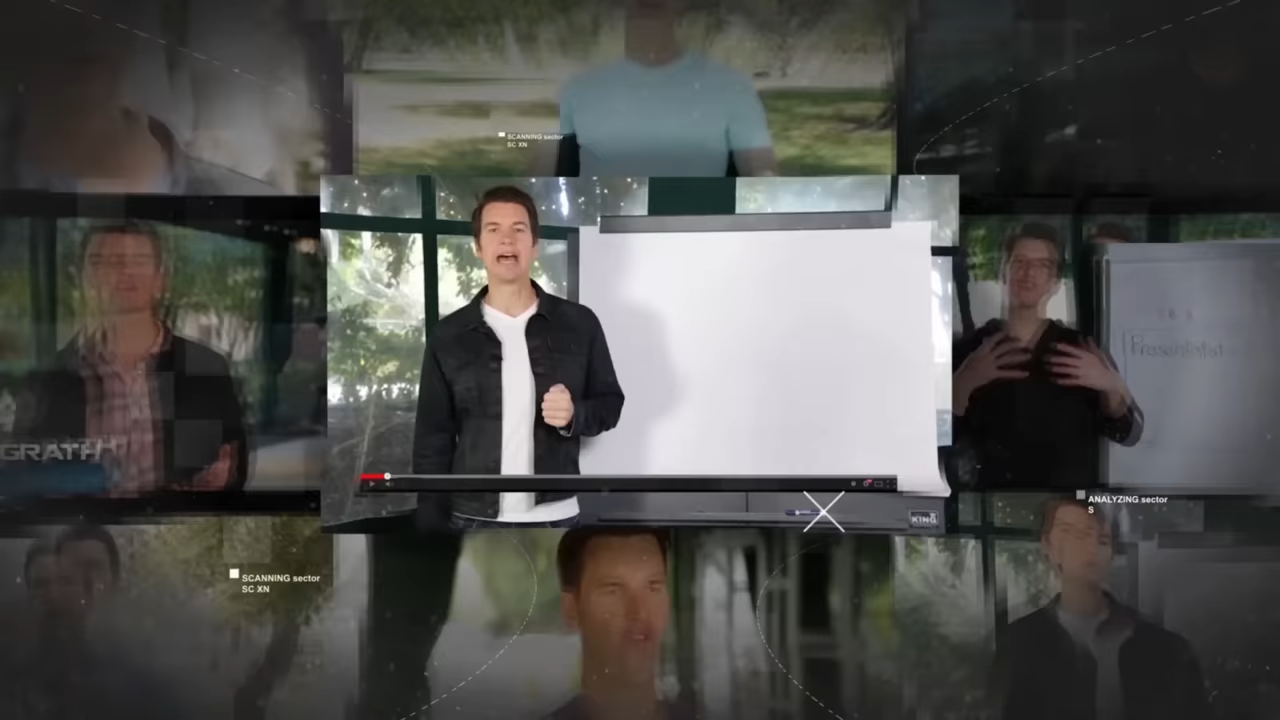 SCANNING sector
SC XN
GRATH
KING
ANALYZING sector
S
SCANNING sector
SC XN